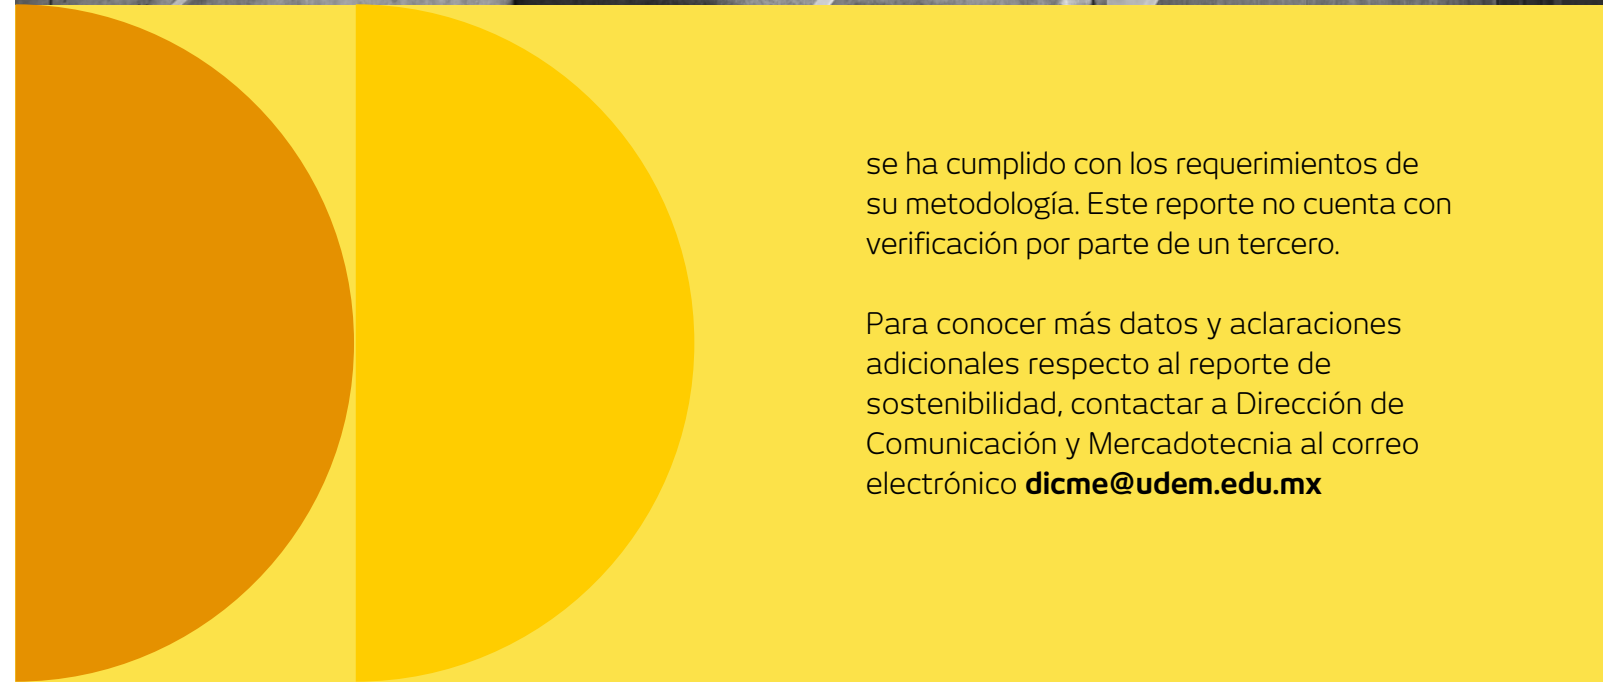 se ha cumplido con los requerimientos de
su metodología. Este reporte no cuenta con
verificación por parte de un tercero.
Para conocer más datos y aclaraciones
adicionales respecto al reporte de
sostenibilidad, contactar a Dirección de
Comunicación y Mercadotecnia al correo
electrónico dicme@udem.edu.mx